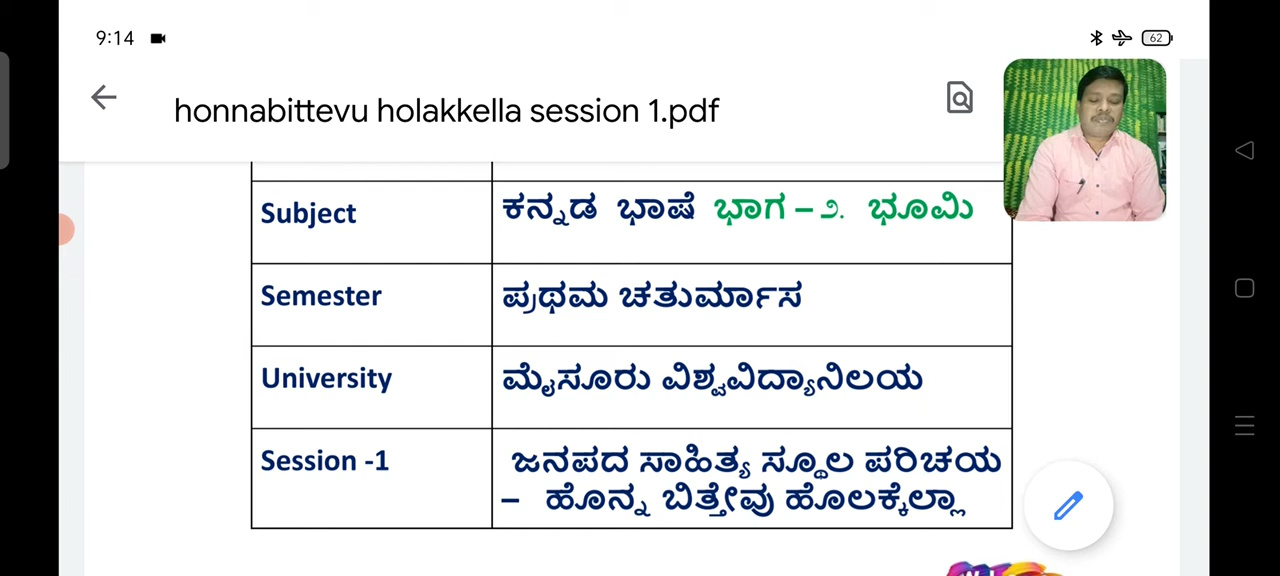 9:14
62
honnabittevu holakkella session 1.pdf
Subject ಕನ್ನಡ ಭಾಷೆ ಭಾಗ – ೨. ಭೂಮಿ
Semester ಪ್ರಥಮ ಚತುರ್ಮಾಸ
University ಮೈಸೂರು ವಿಶ್ವವಿದ್ಯಾನಿಲಯ
Session -1 ಜನಪದ ಸಾಹಿತ್ಯ ಸ್ಥೂಲ ಪರಿಚಯ
– ಹೊನ್ನ ಬಿತ್ತೇವು ಹೊಲಕ್ಕೆಲ್ಲಾ